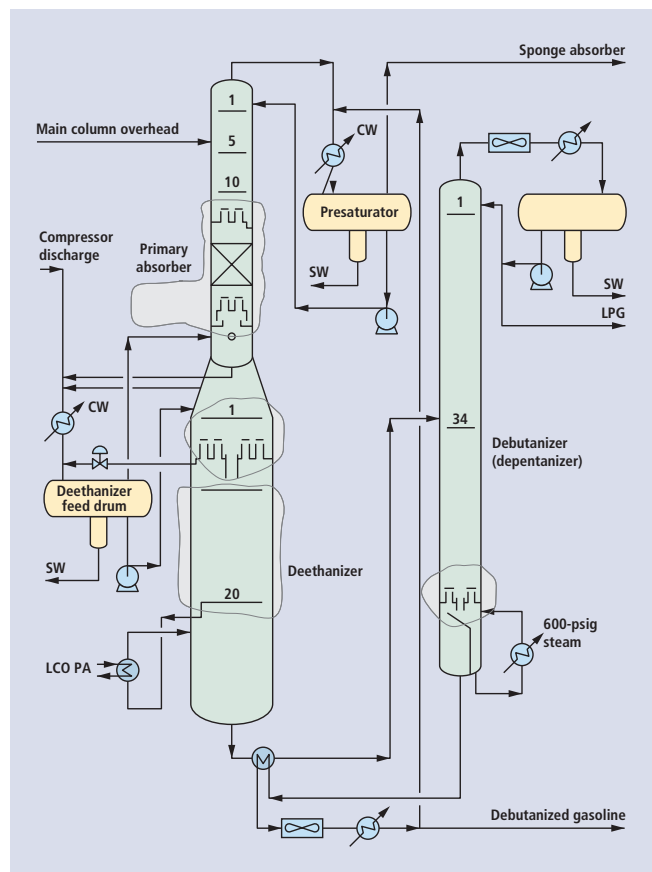 Sponge absorber
1
CW
Main column overhead
5
10
1
Presaturator
Compressor
discharge
Primary
absorber
SW
SW
LPG
CW
1
34
Debutanizer
(depentanizer)
Deethanizer
feed drum
SW
Deethanizer
20
600-psig
steam
LCO PA
Debutanized gasoline